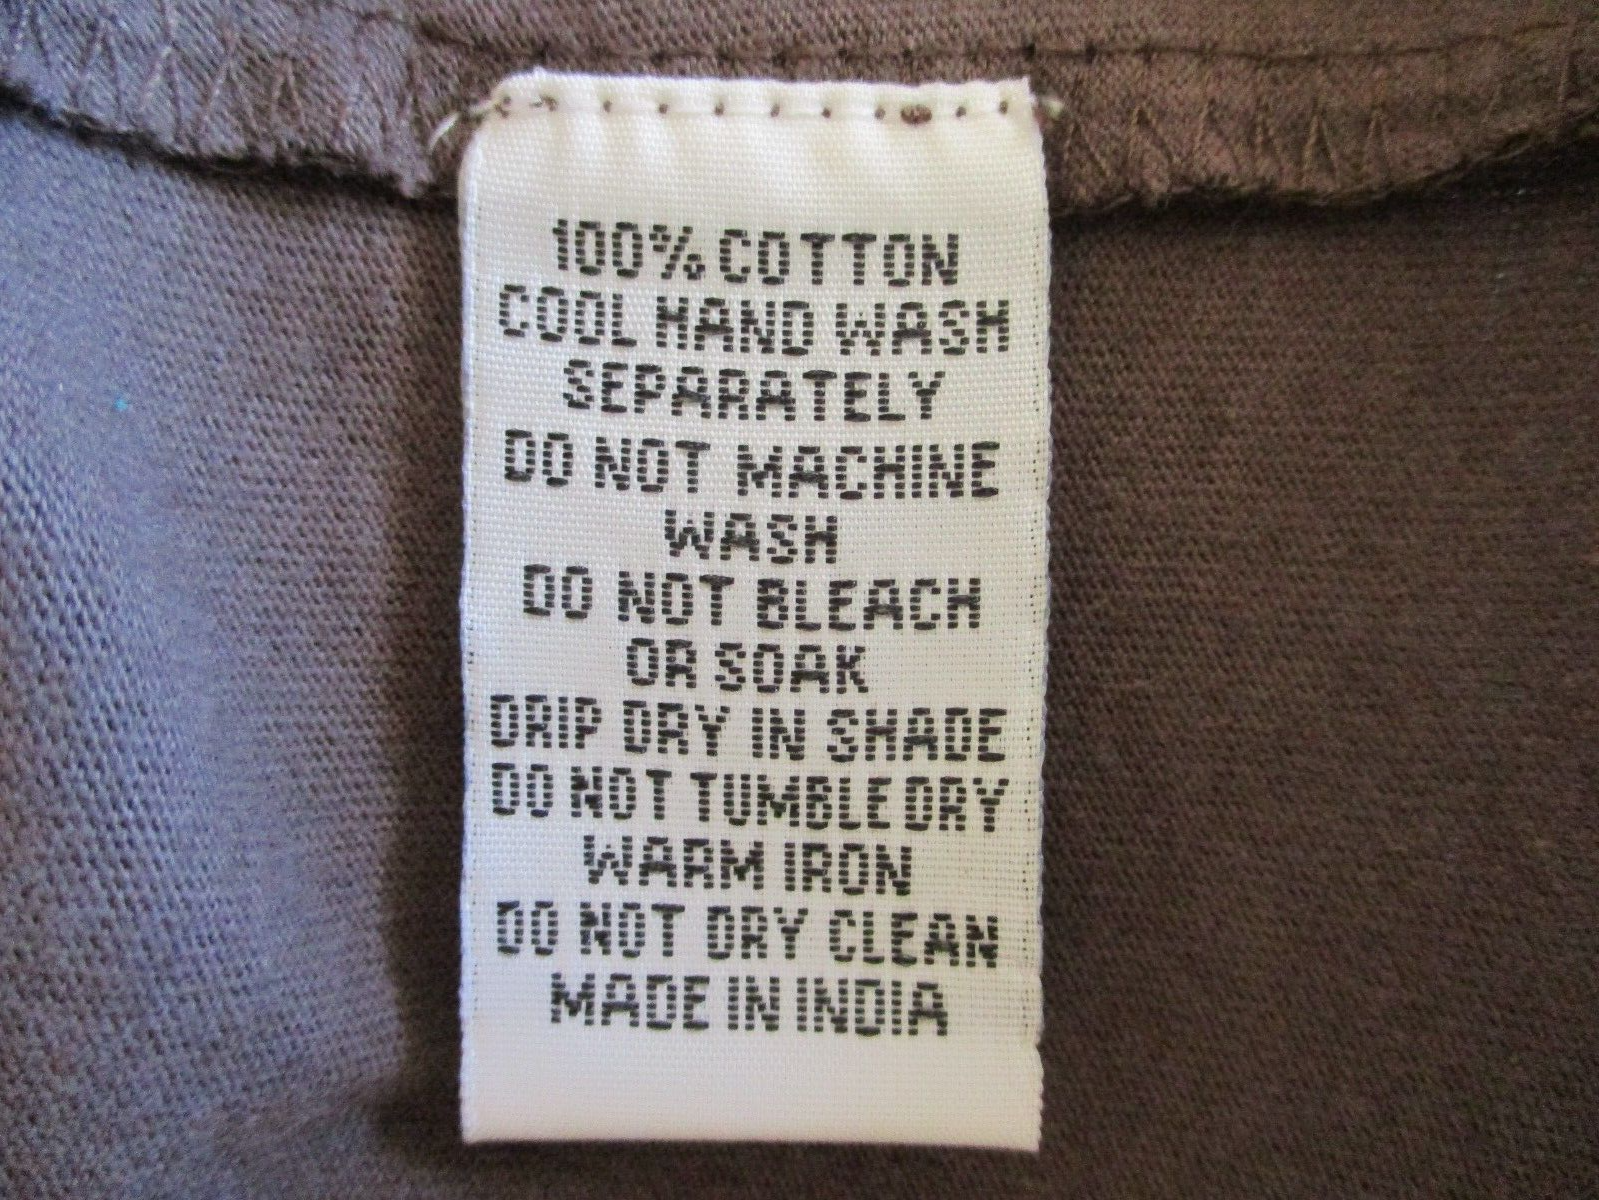 100% COTTON
COOL HAND WASH
SEPARATELY
DO NOT MACHINE
WASH
DO NOT BLEACH
OR SOAK
DRIP DRY IN SHADE
DO NOT TUMBLE DRY
WARM IRON
DO NOT DRY CLEAN
MADE IN INDIA